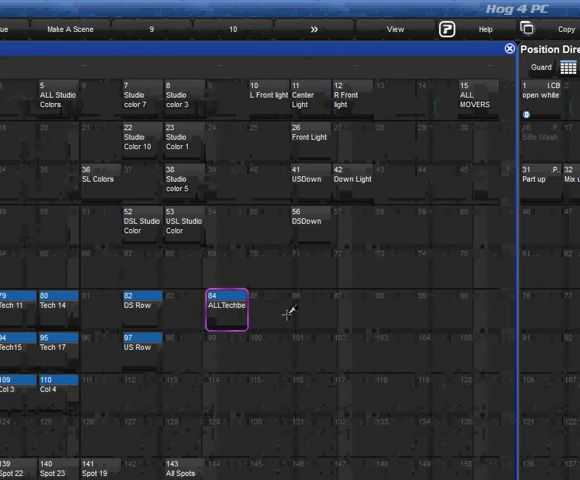 Hog 4 PC
ue
Make A Scene
9
10
»
View
Help
Copy
Position Dire
Guard
5
ALL Studio
Colors
7
Studio
color 7
8
Studio
color 3
10
L Front light
11
Center
Light
12
R Front
light
15
ALL
MOVERS
1
I.CB
open white
22
Studio
Color 10
23
Studio
Color 1
26
Front Light
16
P.
Side Wash
36
SL Colors
38
Studio
color 5
41
USDown
42
Down Light
31
.P.
Part up
32
Mix u
52
DSL Studio
Color
53
USL Studio
Color
56
DSDown
79
Tech 11
80
Tech 14
82
DS Row
84
ALLTechbe
94
Tech15
95
Tech 17
97
US Row
109
Col 3
110
Col 4
139
Spot 22
140
Spot 23
141
Spot 19
143
All Spots